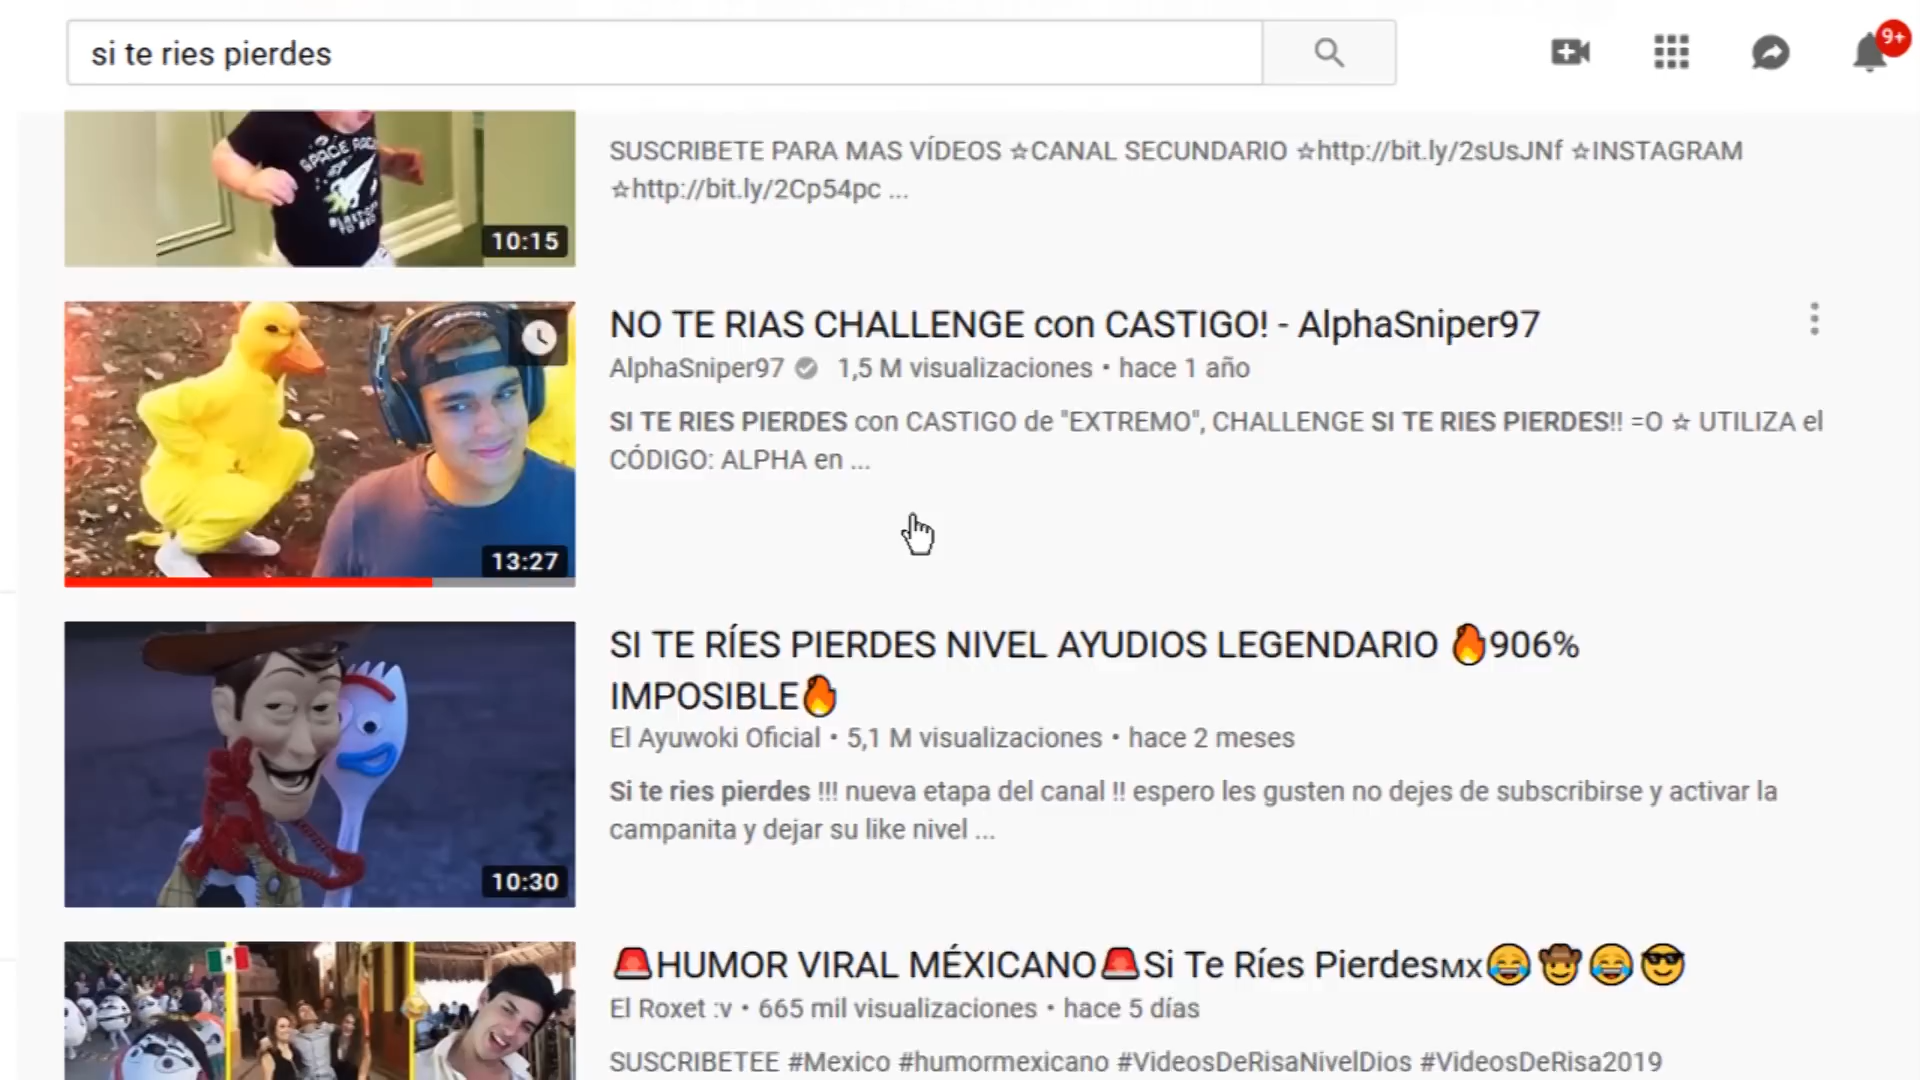 si te ries pierdes
9+
SPACE
10:15
SUSCRIBETE PARA MAS VÍDEOS ☆CANAL SECUNDARIO ☆http://bit.ly/2sUsJNf ☆INSTAGRAM
☆http://bit.ly/2Cp54pc ...
13:27
NO TE RIAS CHALLENGE con CASTIGO! - AlphaSniper97
AlphaSniper97 1,5 M visualizaciones • hace 1 año
SI TE RIES PIERDES con CASTIGO de "EXTREMO", CHALLENGE SI TE RIES PIERDES!! =O ☆ UTILIZA el
CÓDIGO: ALPHA en ...
10:30
SI TE RÍES PIERDES NIVEL AYUDIOS LEGENDARIO 🔥906%
IMPOSIBLE🔥
El Ayuwoki Oficial • 5,1 M visualizaciones • hace 2 meses
Si te ries pierdes !!! nueva etapa del canal !! espero les gusten no dejes de subscribirse y activar la
campanita y dejar su like nivel ...
🚨HUMOR VIRAL MÉXICANO🚨Si Te Ríes Pierdesᴍx😂🤠😂😎
El Roxet :v • 665 mil visualizaciones • hace 5 días
SUSCRIBETEE #Mexico #humormexicano #VideosDeRisaNivelDios #VideosDeRisa2019